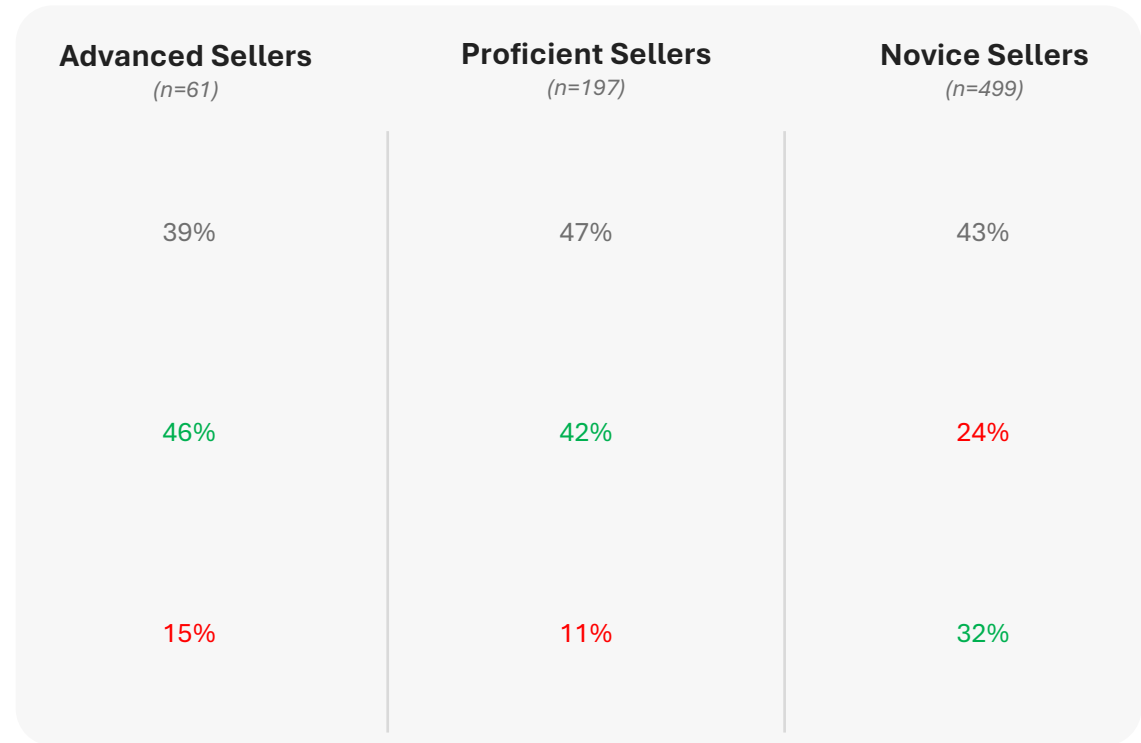 Advanced Sellers
(n=61)
Proficient Sellers
(n=197)
Novice Sellers
(n=499)
39%
47%
43%
46%
42%
24%
15%
11%
32%